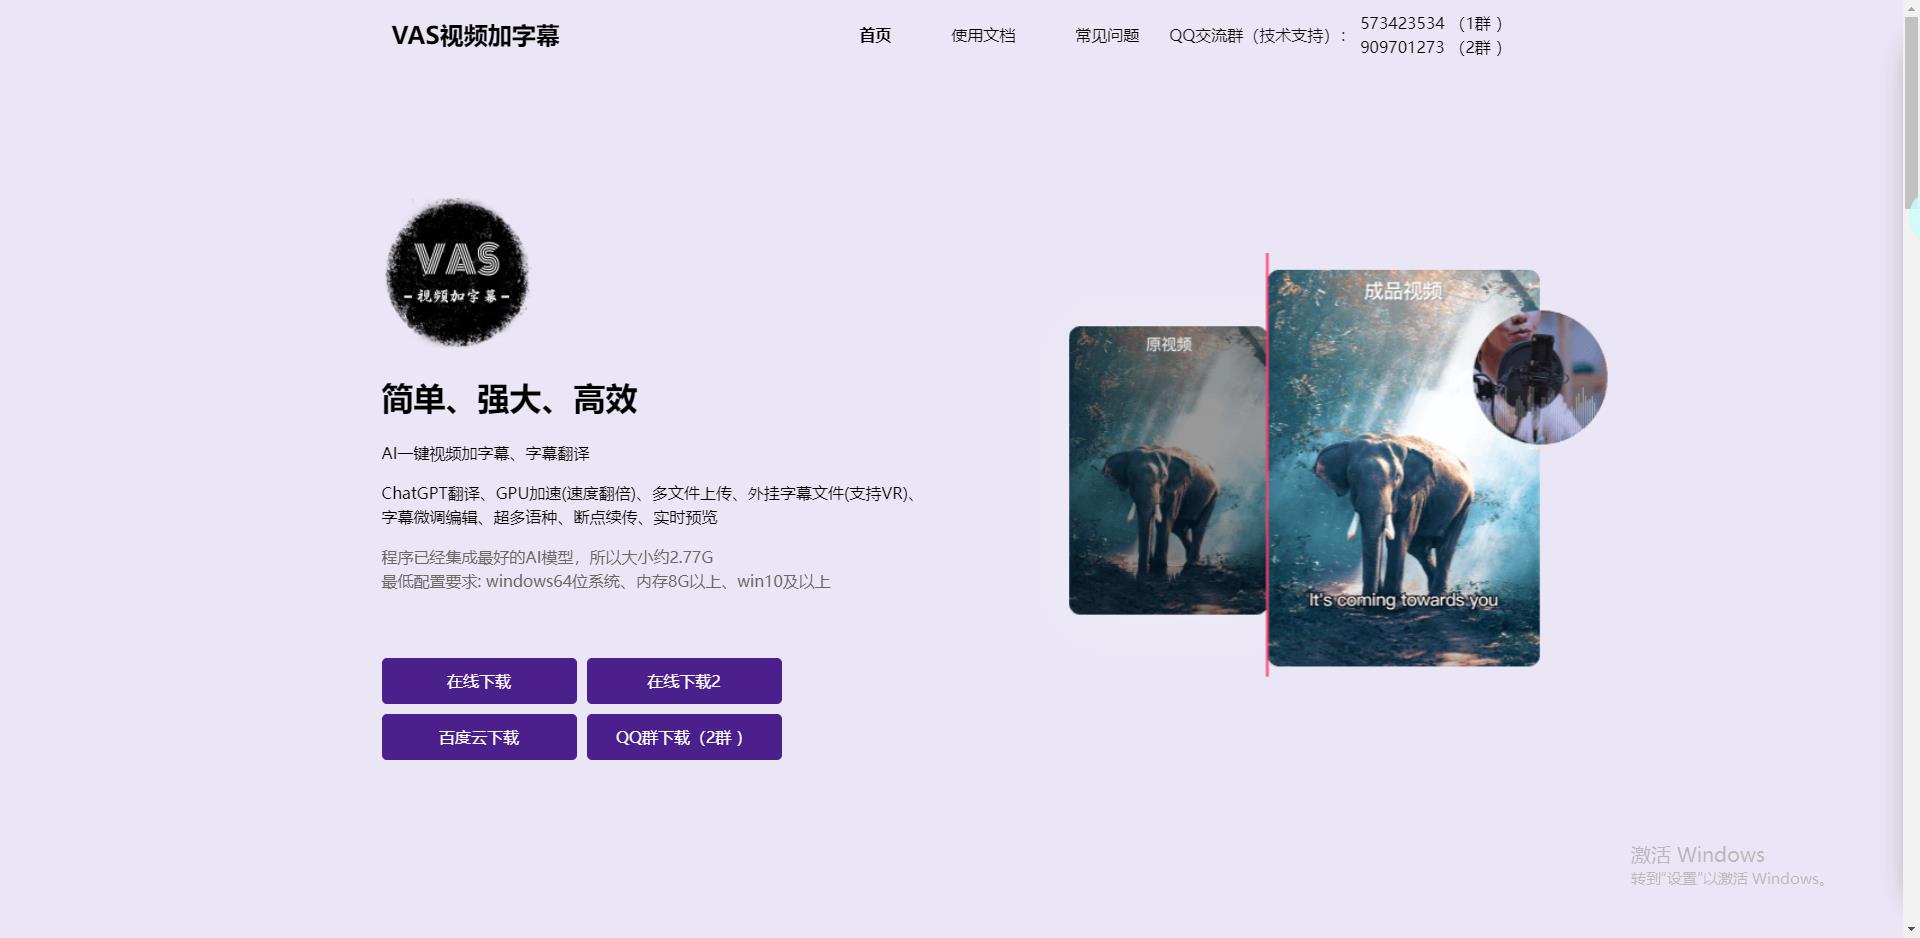 VAS视频加字幕
首页
使用文档
常见问题
QQ交流群（技术支持）:
573423534 （1群 ）
909701273 （2群 ）
VAS
-视频加字幕-
简单、强大、高效
AI一键视频加字幕、字幕翻译
ChatGPT翻译、GPU加速(速度翻倍)、多文件上传、外挂字幕文件(支持VR)、
字幕微调编辑、超多语种、断点续传、实时预览
程序已经集成最好的AI模型，所以大小约2.77G
最低配置要求: windows64位系统、内存8G以上、win10及以上
在线下载
在线下载2
百度云下载
QQ群下载（2群 ）
原视频
成品视频
It's coming towards you
激活 Windows
转到“设置”以激活 Windows。